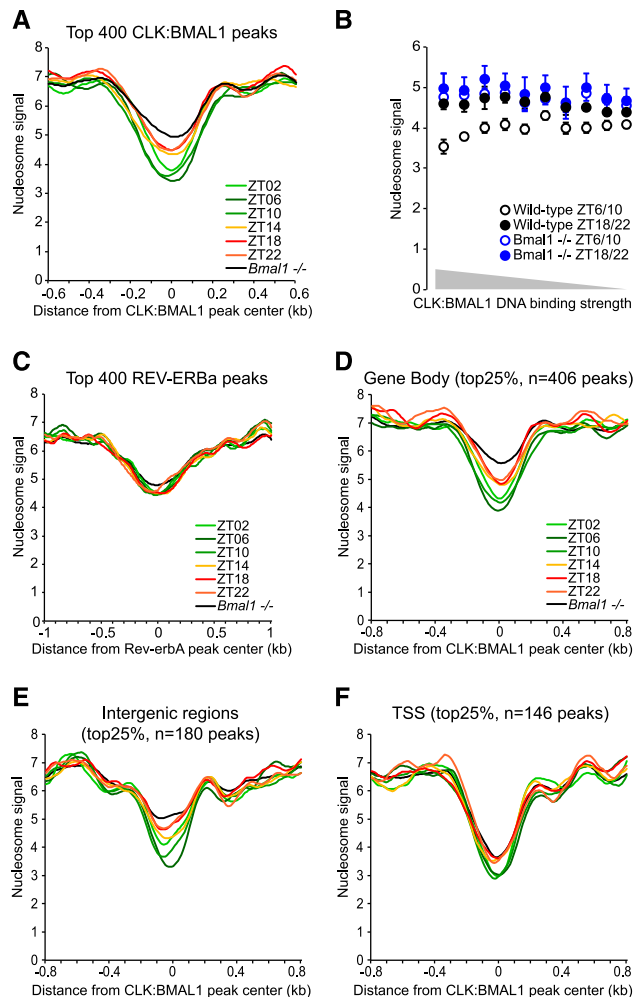 A
Top 400 CLK:BMAL1 peaks
Nucleosome signal
8
7
6
5
4
3
2
1
0
ZT02
ZT06
ZT10
ZT14
ZT18
ZT22
Bmal1 -/-
-0.6 -0.4 -0.2 0 0.2 0.4 0.6
Distance from CLK:BMAL1 peak center (kb)
B
Nucleosome signal
6
5
4
3
2
1
0
Wild-type ZT6/10
Wild-type ZT18/22
Bmal1 -/- ZT6/10
Bmal1 -/- ZT18/22
CLK:BMAL1 DNA binding strength
C
Top 400 REV-ERBa peaks
Nucleosome signal
8
7
6
5
4
3
2
1
0
ZT02
ZT06
ZT10
ZT14
ZT18
ZT22
Bmal1 -/-
-1 -0.5 0 0.5 1
Distance from Rev-erbA peak center (kb)
D
Gene Body (top25%, n=406 peaks)
Nucleosome signal
8
7
6
5
4
3
2
1
0
ZT02
ZT06
ZT10
ZT14
ZT18
ZT22
Bmal1 -/-
-0.8 -0.4 0 0.4 0.8
Distance from CLK:BMAL1 peak center (kb)
E
Intergenic regions
(top25%, n=180 peaks)
Nucleosome signal
8
7
6
5
4
3
2
1
0
-0.8 -0.4 0 0.4 0.8
Distance from CLK:BMAL1 peak center (kb)
F
TSS (top25%, n=146 peaks)
Nucleosome signal
8
7
6
5
4
3
2
1
0
-0.8 -0.4 0 0.4 0.8
Distance from CLK:BMAL1 peak center (kb)